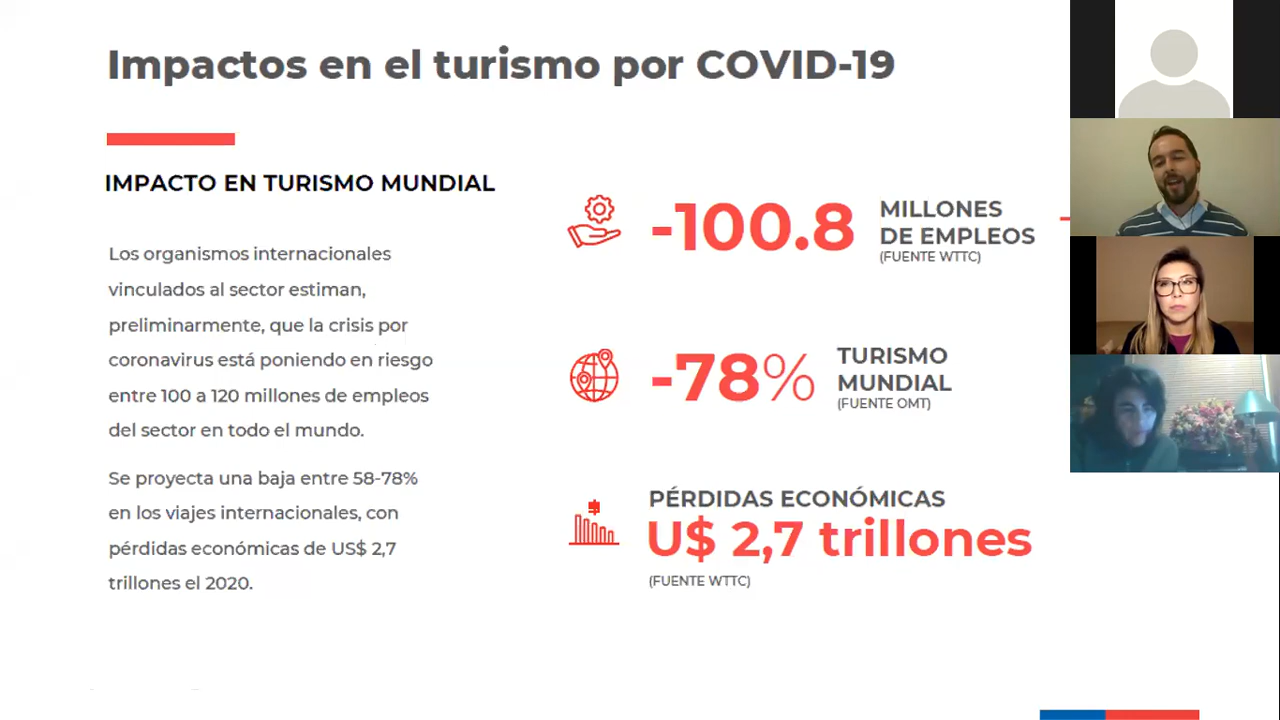 Impactos en el turismo por COVID-19
IMPACTO EN TURISMO MUNDIAL
Los organismos internacionales
vinculados al sector estiman,
preliminarmente, que la crisis por
coronavirus está poniendo en riesgo
entre 100 a 120 millones de empleos
del sector en todo el mundo.
Se proyecta una baja entre 58-78%
en los viajes internacionales, con
pérdidas económicas de US$ 2,7
trillones el 2020.
-100.8
MILLONES
DE EMPLEOS
(FUENTE WTTC)
-78%
TURISMO
MUNDIAL
(FUENTE OMT)
PÉRDIDAS ECONÓMICAS
U$ 2,7 trillones
(FUENTE WTTC)